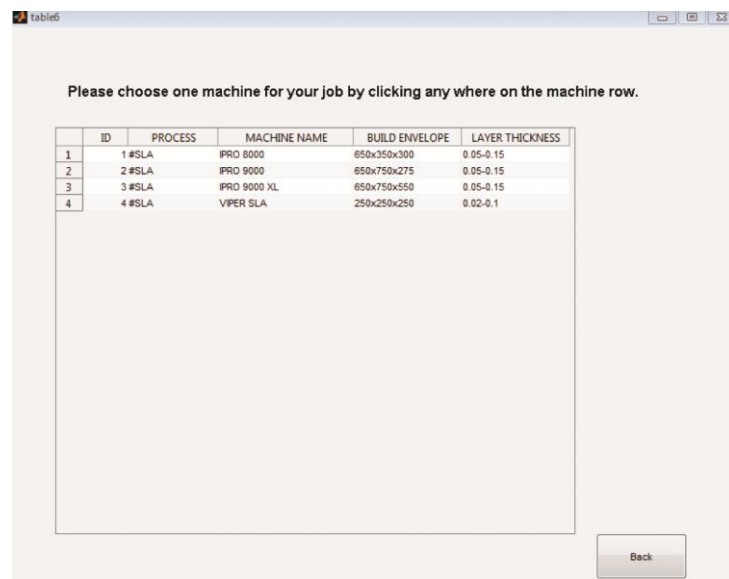 table6
Please choose one machine for your job by clicking any where on the machine row.
ID PROCESS MACHINE NAME BUILD ENVELOPE LAYER THICKNESS
1 1 #SLA IPRO 8000 650x350x300 0.05-0.15
2 2 #SLA IPRO 9000 650x750x275 0.05-0.15
3 3 #SLA IPRO 9000 XL 650x750x550 0.05-0.15
4 4 #SLA VIPER SLA 250x250x250 0.02-0.1
Back